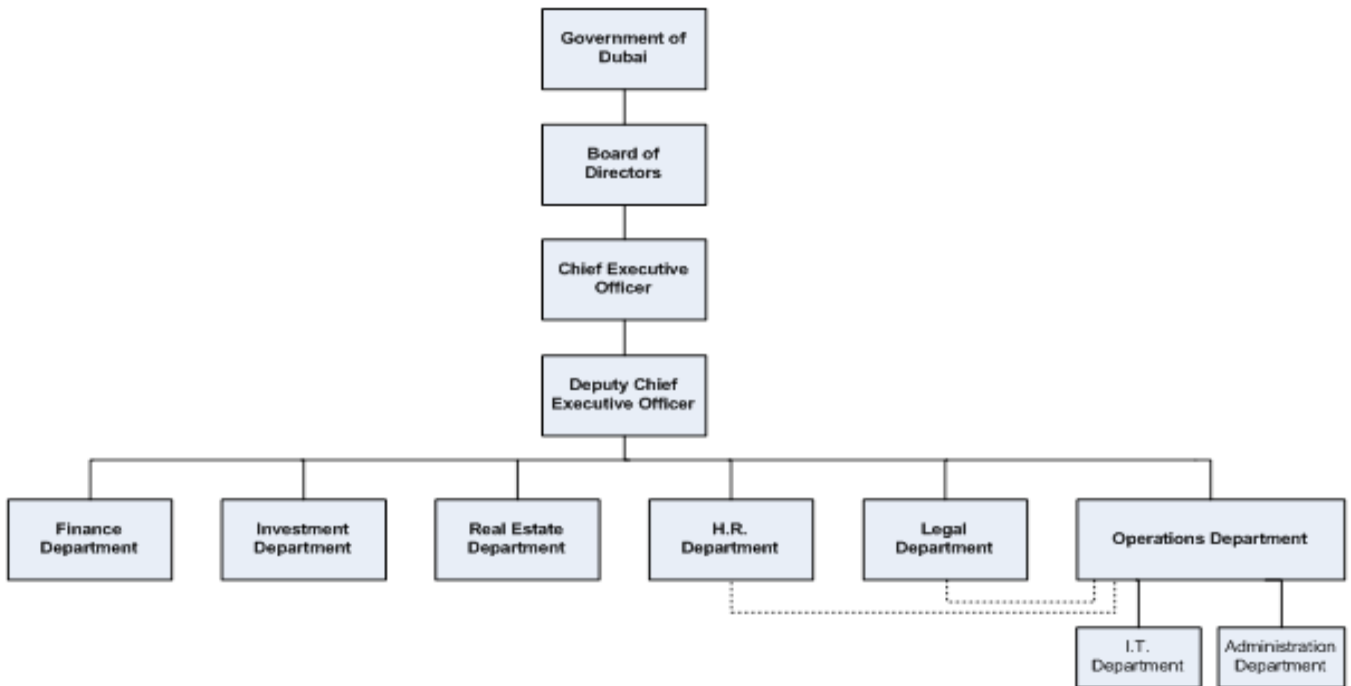 Government of
Dubai
Board of
Directors
Chief Executive
Officer
Deputy Chief
Executive Officer
Finance
Department
Investment
Department
Real Estate
Department
H.R.
Department
Legal
Department
Operations Department
I.T.
Department
Administration
Department